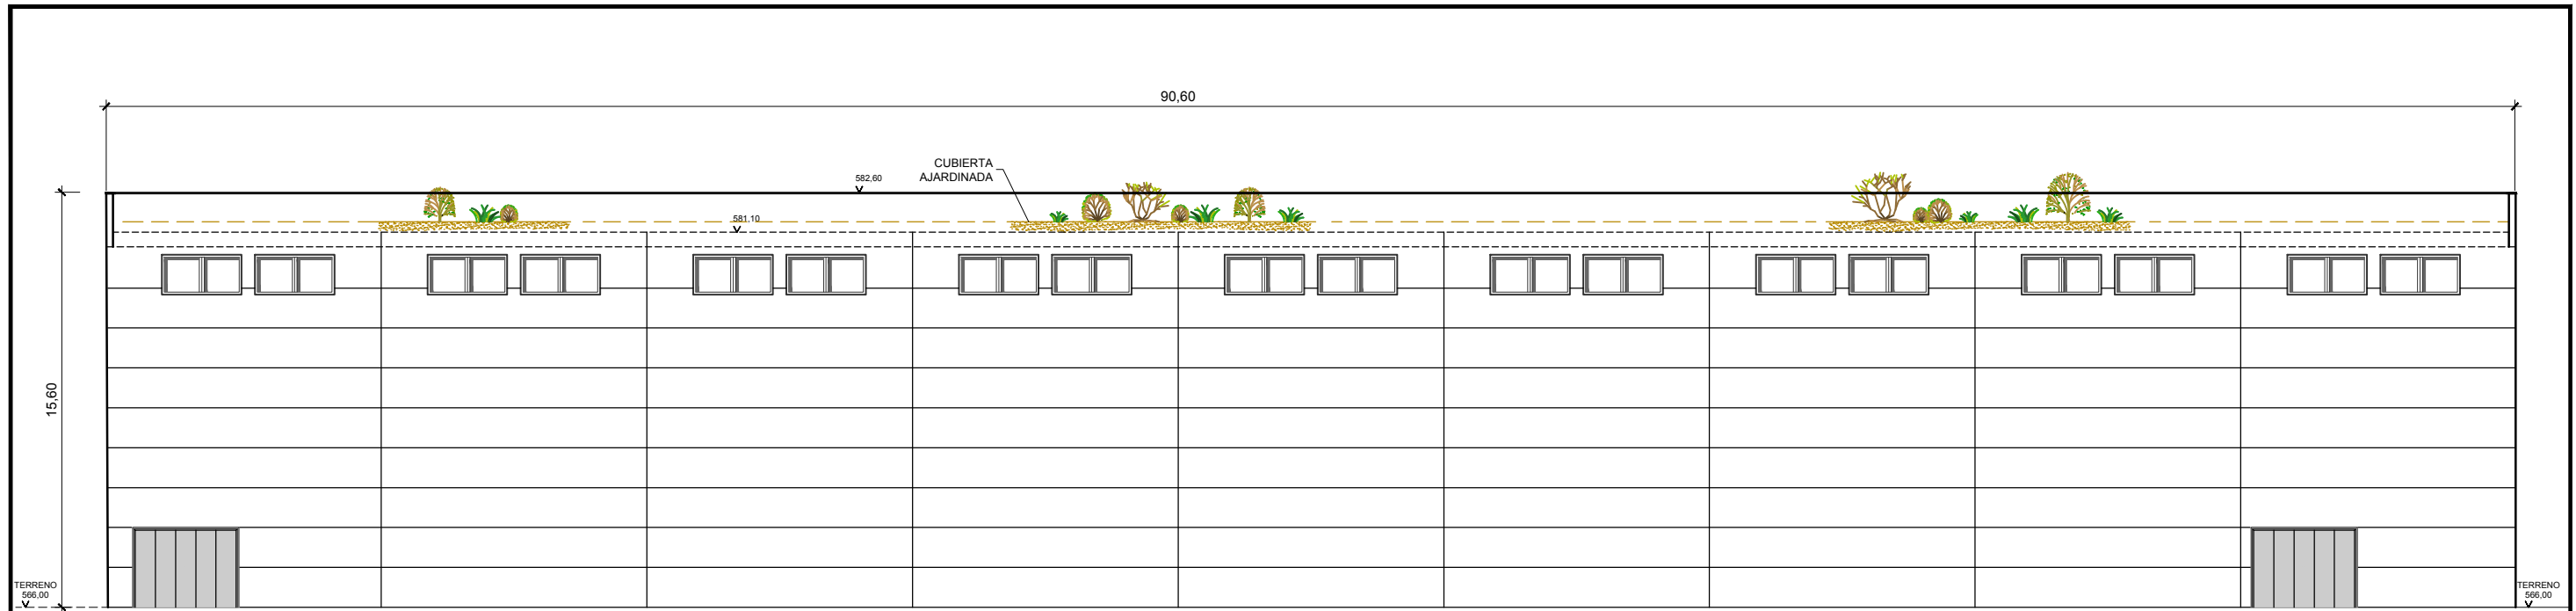 90,60
CUBIERTA
AJARDINADA
582,60
581,10
15,60
TERRENO
566,00
TERRENO
566,00